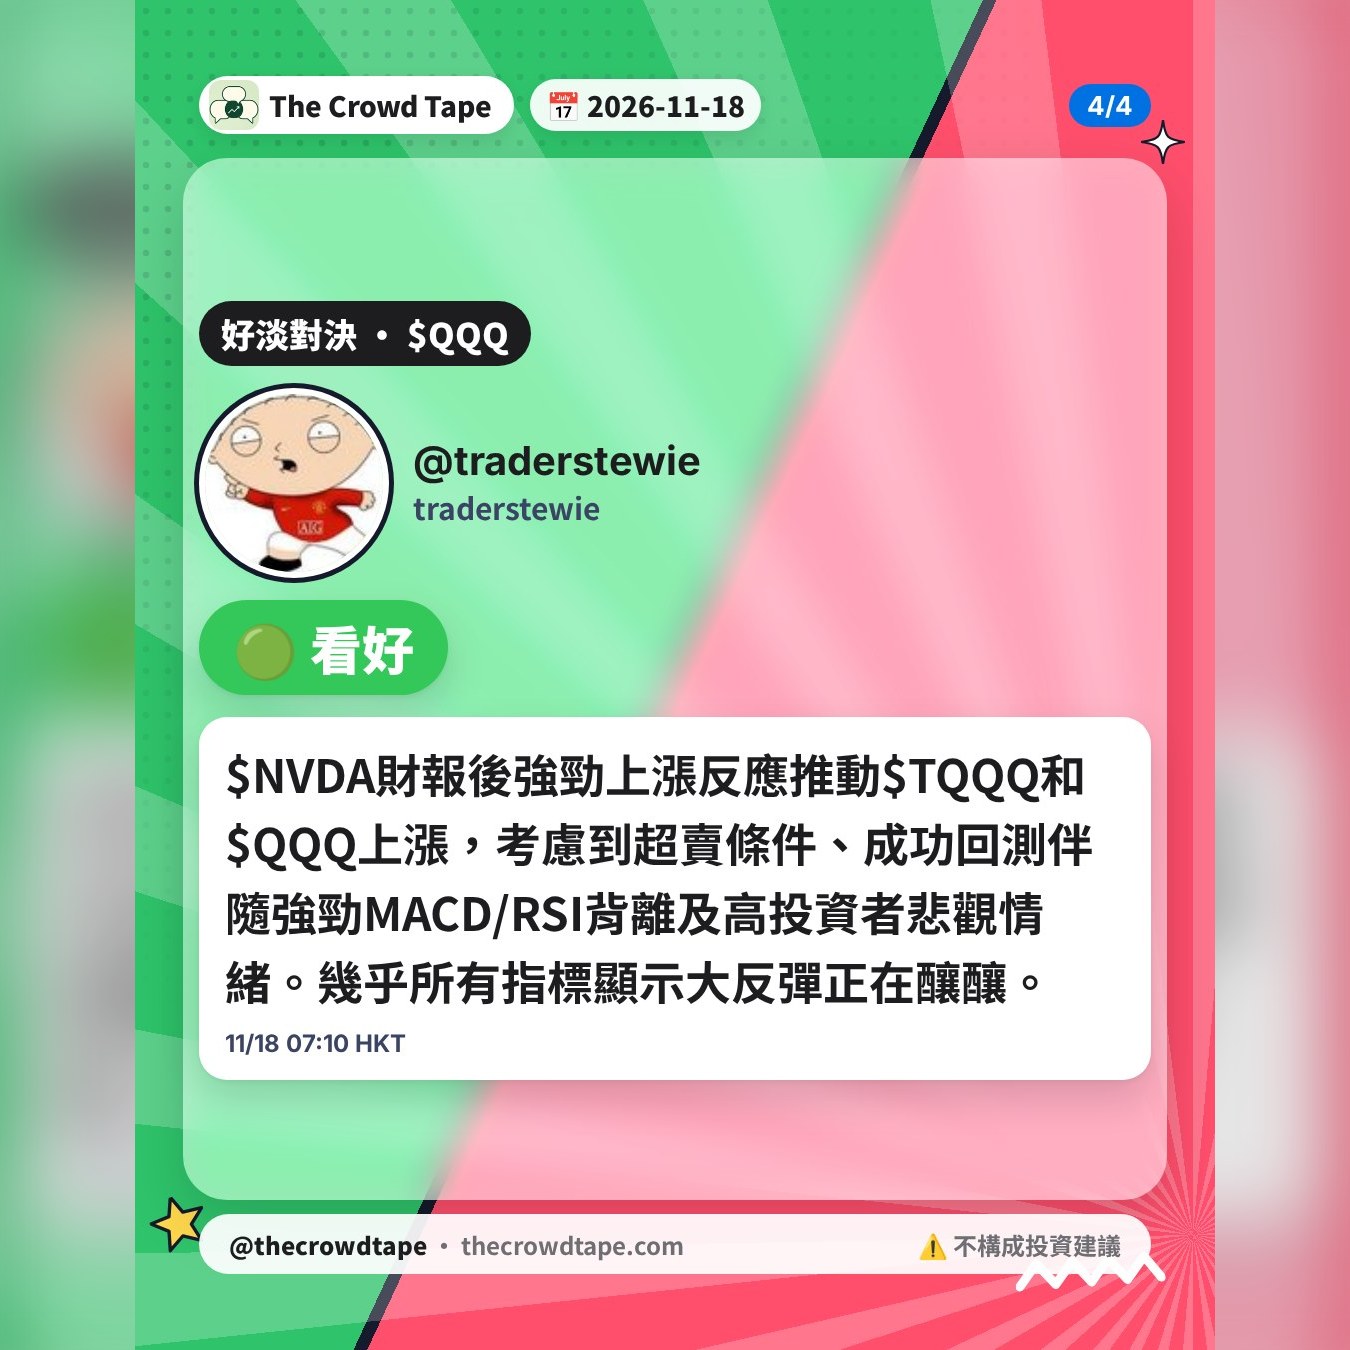 The Crowd Tape
July
17
2026-11-18
4/4
好淡對決 · $QQQ
@traderstewie
traderstewie
AIG
看好
$NVDA財報後強勁上漲反應推動$TQQQ和
$QQQ上漲,考慮到超賣條件、成功回測伴
隨強勁MACD/RSI背離及高投資者悲觀情
緒。幾乎所有指標顯示大反彈正在釀釀。
11/18 07:10 HKT
@thecrowdtape · thecrowdtape.com
⚠️ 不構成投資建議